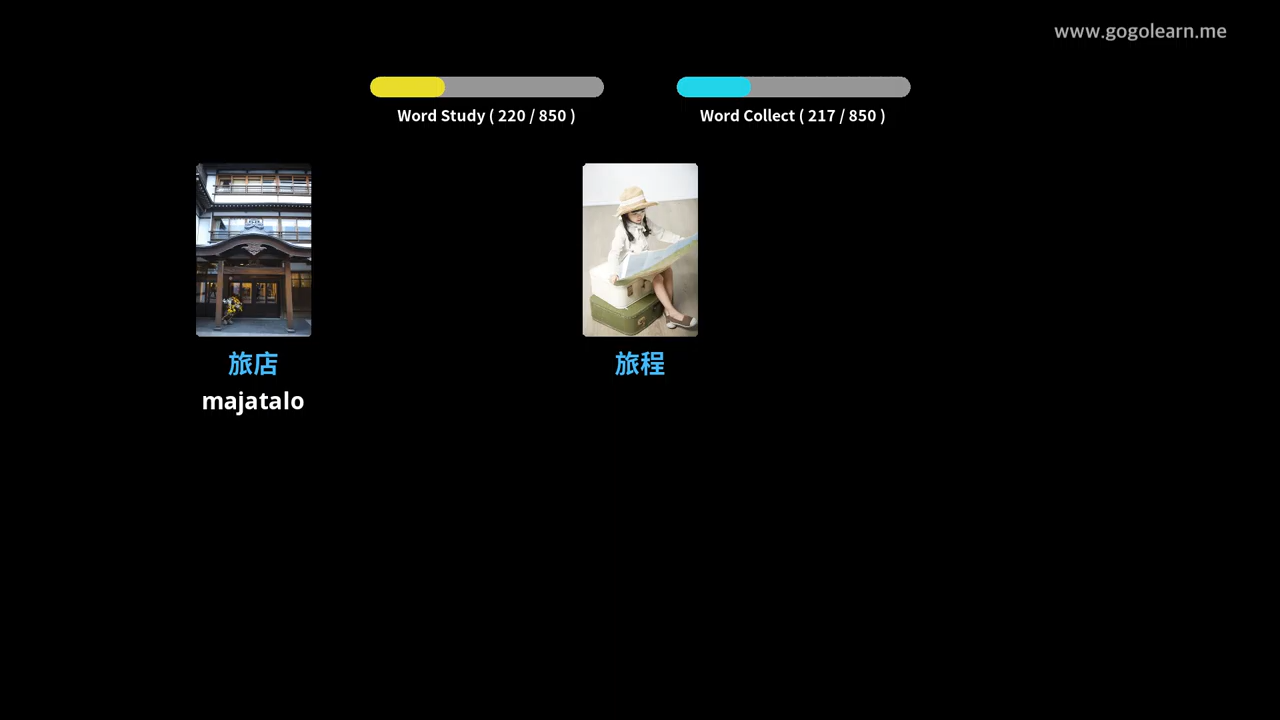 www.gogolearn.me
Word Study ( 220 / 850 )
Word Collect ( 217 / 850 )
旅店
旅程
majatalo